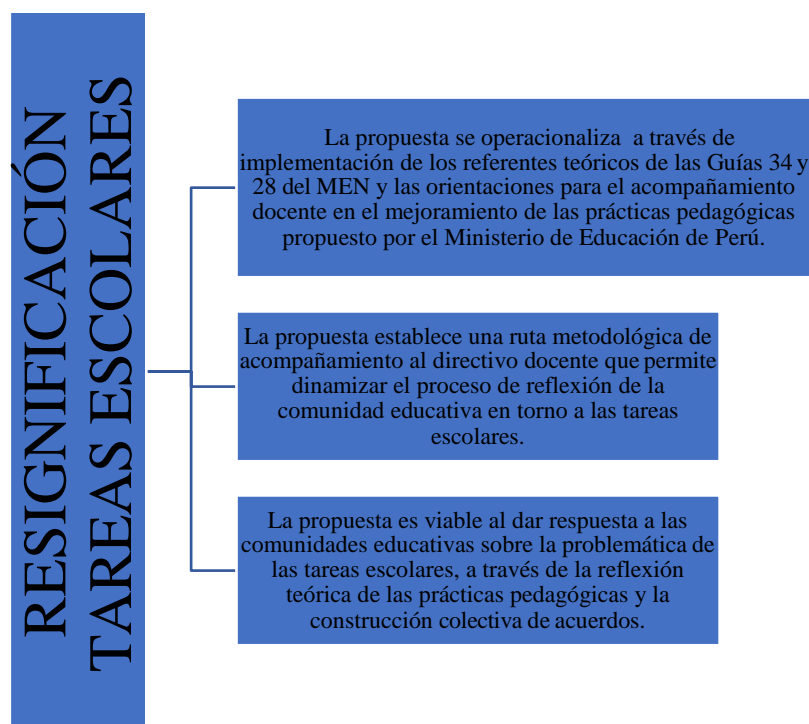 RESIGNIFICACIÓN
TAREAS ESCOLARES
La propuesta se operacionaliza a través de
implementación de los referentes teóricos de las Guías 34 y
28 del MEN y las orientaciones para el acompañamiento
docente en el mejoramiento de las prácticas pedagógicas
propuesto por el Ministerio de Educación de Perú.
La propuesta establece una ruta metodológica de
acompañamiento al directivo docente que permite
dinamizar el proceso de reflexión de la
comunidad educativa en torno a las tareas
escolares.
La propuesta es viable al dar respuesta a las
comunidades educativas sobre la problemática de
las tareas escolares, a través de la reflexión
teórica de las prácticas pedagógicas y la
construcción colectiva de acuerdos.